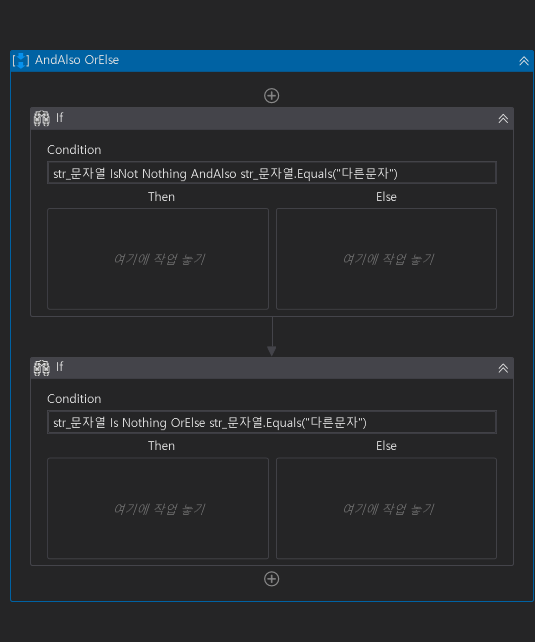 AndAlso OrElse
If
Condition
str_문자열 IsNot Nothing AndAlso str_문자열.Equals("다른문자")
Then Else
여기에 작업 놓기 여기에 작업 놓기
If
Condition
str_문자열 Is Nothing OrElse str_문자열.Equals("다른문자")
Then Else
여기에 작업 놓기 여기에 작업 놓기